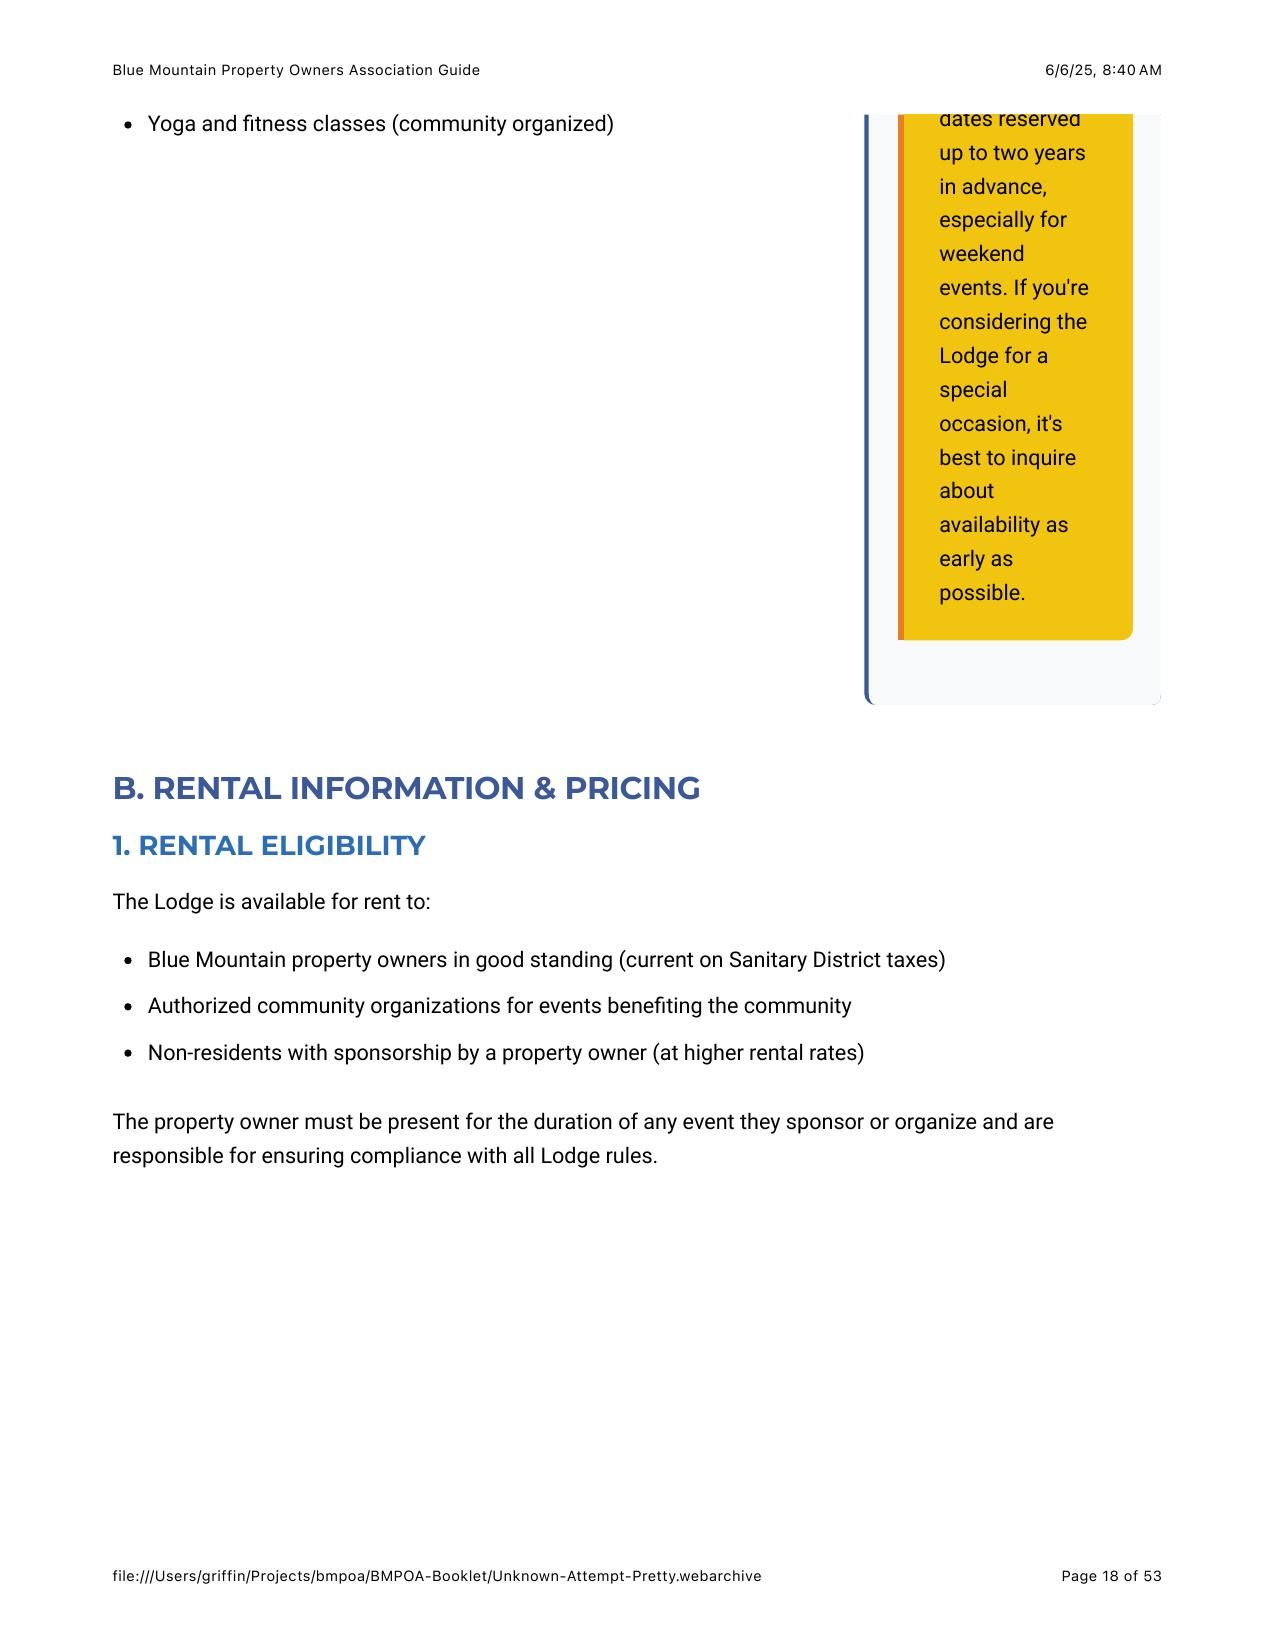 Blue Mountain Property Owners Association Guide
6/6/25, 8:40 AM
• Yoga and fitness classes (community organized)
dates reserved
up to two years
in advance,
especially for
weekend
events. If you're
considering the
Lodge for a
special
occasion, it's
best to inquire
about
availability as
early as
possible.
B. RENTAL INFORMATION & PRICING
1. RENTAL ELIGIBILITY
The Lodge is available for rent to:
• Blue Mountain property owners in good standing (current on Sanitary District taxes)
• Authorized community organizations for events benefiting the community
• Non-residents with sponsorship by a property owner (at higher rental rates)
The property owner must be present for the duration of any event they sponsor or organize and are
responsible for ensuring compliance with all Lodge rules.
file:///Users/griffin/Projects/bmpoa/BMPOA-Booklet/Unknown-Attempt-Pretty.webarchive
Page 18 of 53